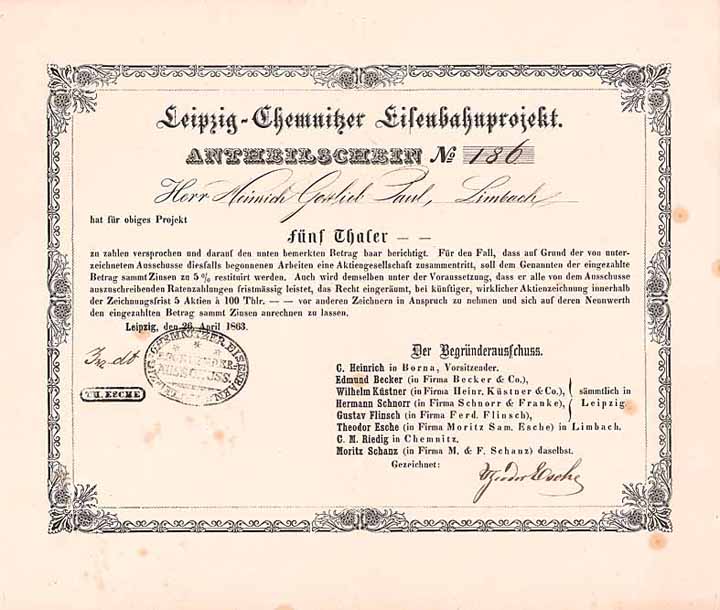 Leipzig-Chemnitzer Eisenbahnprojekt.
ANTHEILSCHEIN No 186
Herr Heinrich Gottlieb Paul, Limbach
hat für obiges Projekt
Fünf Thaler — —
zu zahlen versprochen und darauf den unten bemerkten Betrag baar berichtigt. Für den Fall, dass auf Grund der von unter-
zeichnetem Ausschusse diesfalls begonnenen Arbeiten eine Aktiengesellschaft zusammentritt, soll dem Genannten der eingezahlte
Betrag sammt Zinsen zu 5 % restituirt werden. Auch wird demselben unter der Voraussetzung, dass er alle von dem Ausschusse
auszuschreibenden Ratenzahlungen fristmässig leistet, das Recht eingeräumt, bei künftiger, wirklicher Aktienzeichnung innerhalb
der Zeichnungsfrist 5 Aktien à 100 Thlr. — — vor anderen Zeichnern in Anspruch zu nehmen und sich auf deren Nennwerth
den eingezahlten Betrag sammt Zinsen anrechnen zu lassen.
Leipzig, den 26. April 1863.
LEIPZIG-CHEMNITZER EISENBAHN
BEGRÜNDER-
AUSSCHUSS.
TH. ESCHE
Der Begründerausschuss.
C. Heinrich in Borna, Vorsitzender.
Edmund Becker (in Firma Becker & Co.),
Wilhelm Küstner (in Firma Heinr. Küstner & Co.),
Hermann Schnorr (in Firma Schnorr & Franke),
Gustav Flinsch (in Firma Ferd. Flinsch),
sämmtlich in
Leipzig.
Theodor Esche (in Firma Moritz Sam. Esche) in Limbach.
C. M. Riedig in Chemnitz.
Moritz Schanz (in Firma M. & F. Schanz) daselbst.
Gezeichnet:
Theodor Esche